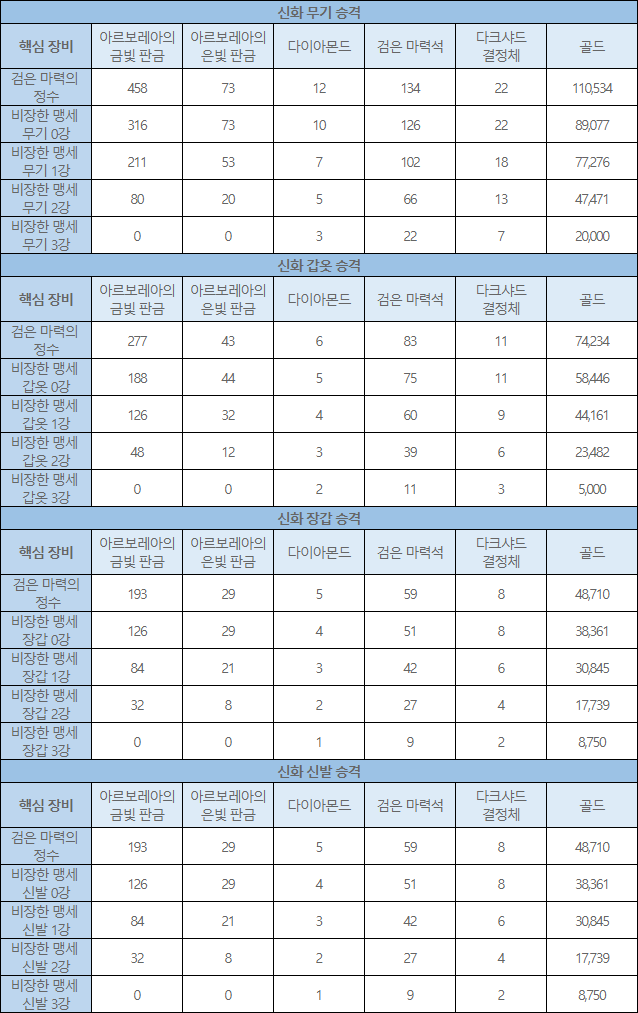 신화 무기 승격
핵심 장비 아르보레아의 금빛 판금 아르보레아의 은빛 판금 다이아몬드 검은 마력석 다크샤드 결정체 골드
검은 마력의 정수 458 73 12 134 22 110,534
비장한 맹세 무기 0강 316 73 10 126 22 89,077
비장한 맹세 무기 1강 211 53 7 102 18 77,276
비장한 맹세 무기 2강 80 20 5 66 13 47,471
비장한 맹세 무기 3강 0 0 3 22 7 20,000
신화 갑옷 승격
핵심 장비 아르보레아의 금빛 판금 아르보레아의 은빛 판금 다이아몬드 검은 마력석 다크샤드 결정체 골드
검은 마력의 정수 277 43 6 83 11 74,234
비장한 맹세 갑옷 0강 188 44 5 75 11 58,446
비장한 맹세 갑옷 1강 126 32 4 60 9 44,161
비장한 맹세 갑옷 2강 48 12 3 39 6 23,482
비장한 맹세 갑옷 3강 0 0 2 11 3 5,000
신화 장갑 승격
핵심 장비 아르보레아의 금빛 판금 아르보레아의 은빛 판금 다이아몬드 검은 마력석 다크샤드 결정체 골드
검은 마력의 정수 193 29 5 59 8 48,710
비장한 맹세 장갑 0강 126 29 4 51 8 38,361
비장한 맹세 장갑 1강 84 21 3 42 6 30,845
비장한 맹세 장갑 2강 32 8 2 27 4 17,739
비장한 맹세 장갑 3강 0 0 1 9 2 8,750
신화 신발 승격
핵심 장비 아르보레아의 금빛 판금 아르보레아의 은빛 판금 다이아몬드 검은 마력석 다크샤드 결정체 골드
검은 마력의 정수 193 29 5 59 8 48,710
비장한 맹세 신발 0강 126 29 4 51 8 38,361
비장한 맹세 신발 1강 84 21 3 42 6 30,845
비장한 맹세 신발 2강 32 8 2 27 4 17,739
비장한 맹세 신발 3강 0 0 1 9 2 8,750